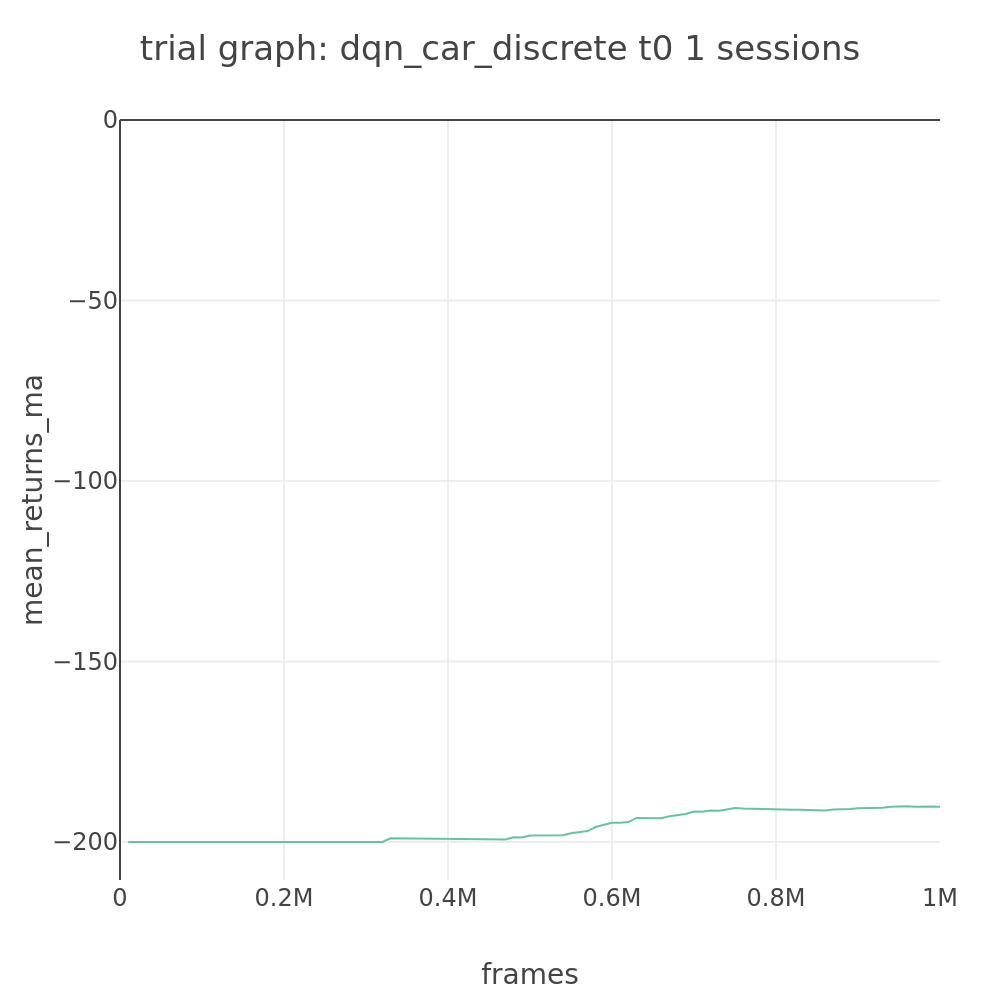 trial graph: dqn_car_discrete t0 1 sessions
0
−50
−100
−150
−200
mean_returns_ma
0
0.2M
0.4M
0.6M
0.8M
1M
frames